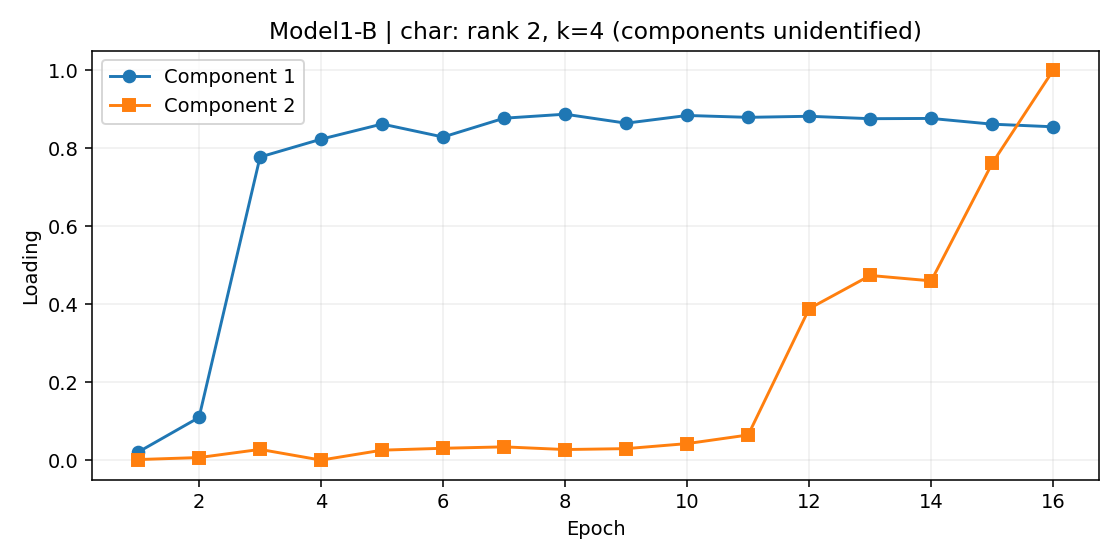 Model1-B | char: rank 2, k=4 (components unidentified)
Component 1
Component 2
Loading
1.0
0.8
0.6
0.4
0.2
0.0
2 4 6 8 10 12 14 16
Epoch